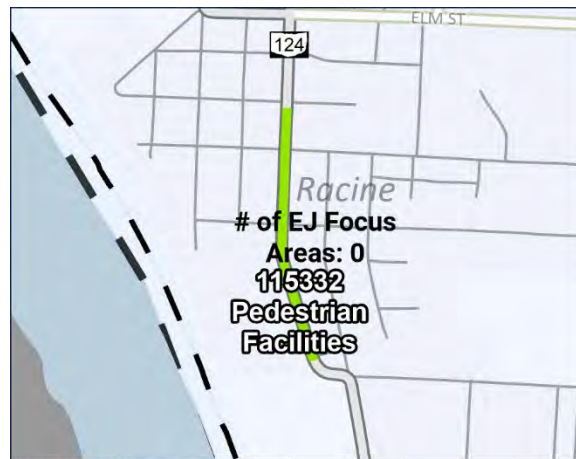 ELM ST
124
Racine
# of EJ Focus
Areas: 0
115332
Pedestrian
Facilities